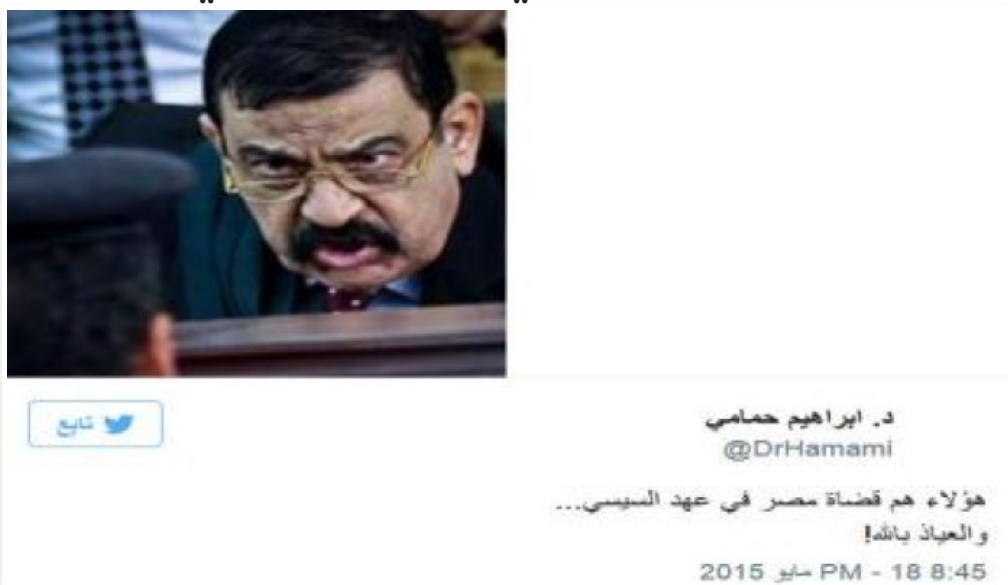 د. ابراهيم حمامي
@DrHamami
تابع
هؤلاء هم قضاة مصر في عهد السيسي...
والعياذ بالله!
8:45 PM - 18 مايو 2015